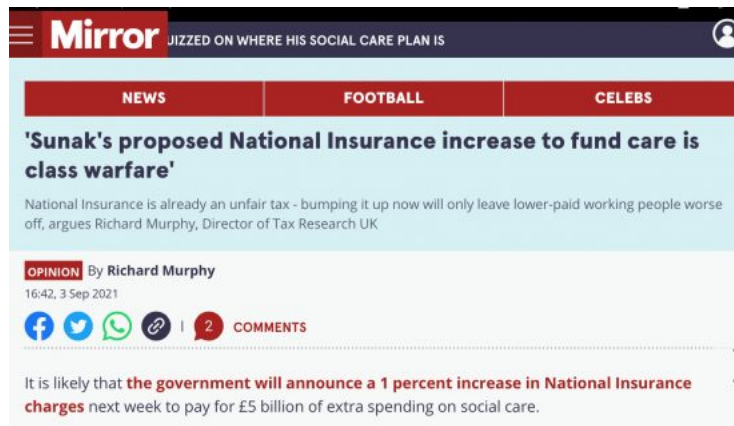 Mirror
UIZZED ON WHERE HIS SOCIAL CARE PLAN IS
NEWS FOOTBALL CELEBS
'Sunak's proposed National Insurance increase to fund care is
class warfare'
National Insurance is already an unfair tax - bumping it up now will only leave lower-paid working people worse
off, argues Richard Murphy, Director of Tax Research UK
OPINION By Richard Murphy
16:42, 3 Sep 2021
2 COMMENTS
It is likely that the government will announce a 1 percent increase in National Insurance
charges next week to pay for £5 billion of extra spending on social care.